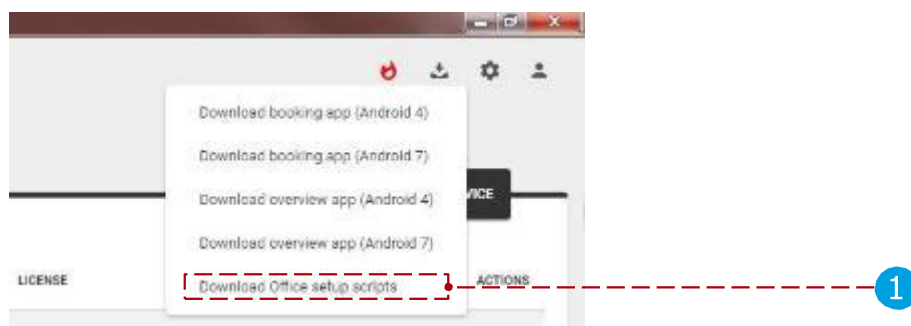 Download booking app (Android 4)
Download booking app (Android 7)
Download overview app (Android 4)
VICE
Download overview app (Android 7)
LICENSE
Download Office setup scripts
ACTIONS
1